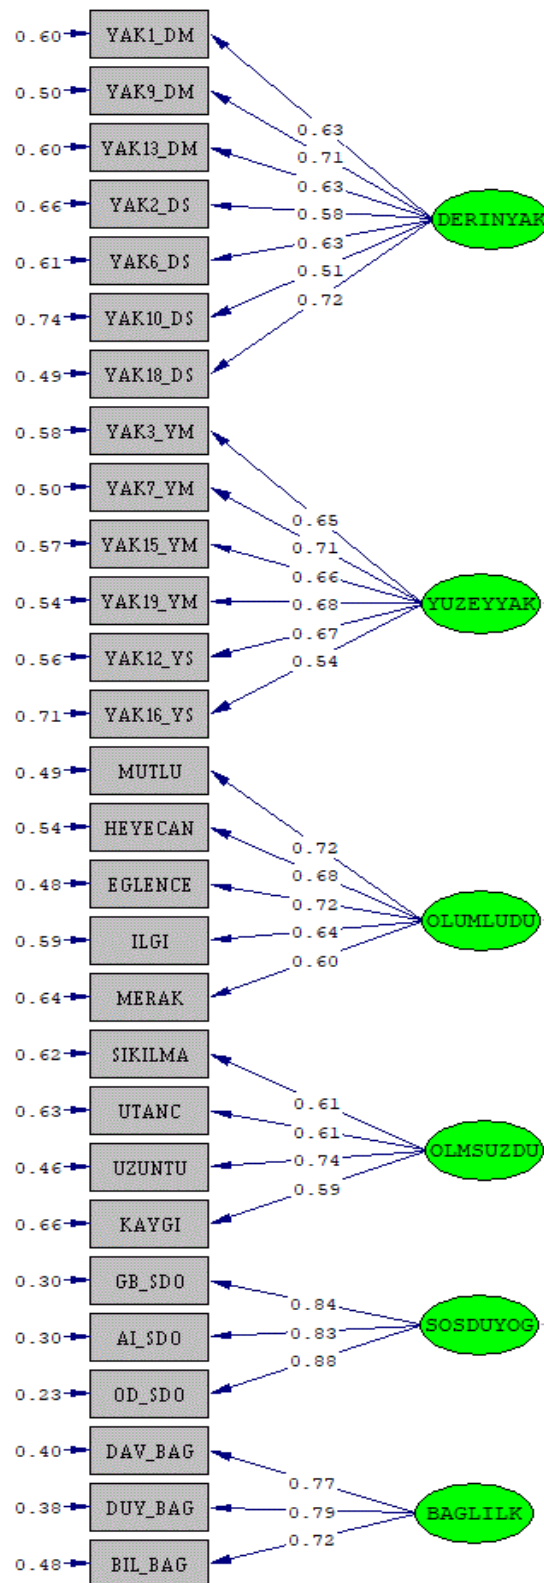 0.60 YAK1_DM
0.50 YAK9_DM
0.60 YAK13_DM
0.66 YAK2_DS
0.61 YAK6_DS
0.74 YAK10_DS
0.49 YAK18_DS
0.63
0.71
0.63
0.58
0.63
0.51
0.72
DERINYAK
0.58 YAK3_YM
0.50 YAK7_YM
0.57 YAK15_YM
0.54 YAK19_YM
0.56 YAK12_YS
0.71 YAK16_YS
0.65
0.71
0.66
0.68
0.67
0.54
YUZEYYAK
0.49 MUTLU
0.54 HEYECAN
0.48 EGLENCE
0.59 ILGI
0.64 MERAK
0.72
0.68
0.72
0.64
0.60
OLUMLUDU
0.62 SIKILMA
0.63 UTANC
0.46 UZUNTU
0.66 KAYGI
0.61
0.61
0.74
0.59
OLMSUZDU
0.30 GB_SDO
0.30 AI_SDO
0.23 OD_SDO
0.84
0.83
0.88
SOSDUYOG
0.40 DAV_BAG
0.38 DUY_BAG
0.48 BIL_BAG
0.77
0.79
0.72
BAGLILK